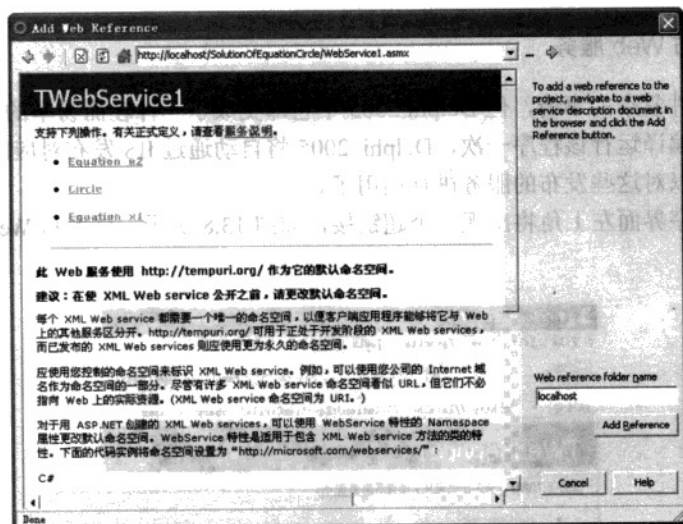 Add Web Reference
http://localhost/SolutionOfEquationCircle/WebService1.asmx
TWebService1
支持下列操作。有关正式定义，请查看服务说明。
Equation_x2
Circle
Equation_x1
此 Web 服务使用 http://tempuri.org/ 作为它的默认命名空间。
建议：在使 XML Web service 公开之前，请更改默认命名空间。
每个 XML Web service 都需要一个唯一的命名空间，以便客户端应用程序能够将它与 Web
上的其他服务区分开。http://tempuri.org/ 可用于正处于开发阶段的 XML Web services，
而已发布的 XML Web services 则应使用更为永久的命名空间。
应使用您控制的命名空间来标识 XML Web service。例如，可以使用您公司的 Internet 域
名作为命名空间的一部分。尽管有许多 XML Web service 命名空间看似 URL，但它们不必
指向 Web 上的实际资源。(XML Web service 命名空间为 URI。)
对于用 ASP.NET 创建的 XML Web services，可以使用 WebService 特性的 Namespace
属性更改默认命名空间。WebService 特性是适用于包含 XML Web service 方法的类的特
性。下面的代码实例将命名空间设置为“http://microsoft.com/webservices/”：
C#
Done
To add a web reference to the
project, navigate to a web
service description document in
the browser and click the Add
Reference button.
Web reference folder name
localhost
Add Reference
Cancel
Help